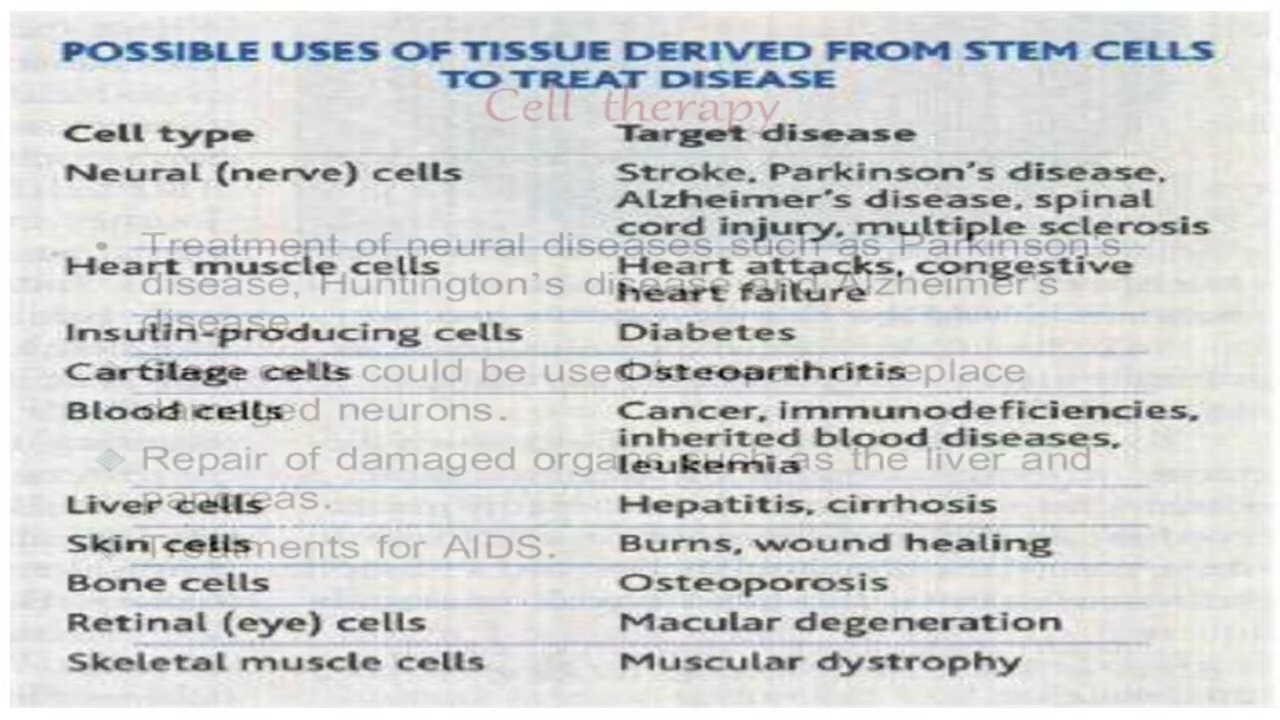 POSSIBLE USES OF TISSUE DERIVED FROM STEM CELLS
TO TREAT DISEASE
Cell therapy
Cell type Target disease
Neural (nerve) cells Stroke, Parkinson's disease,
Alzheimer's disease, spinal
cord injury, multiple sclerosis
Heart muscle cells Heart attacks, congestive
heart failure
Insulin-producing cells Diabetes
Cartilage cells Osteoarthritis
Blood cells Cancer, immunodeficiencies,
inherited blood diseases,
leukemia
Liver cells Hepatitis, cirrhosis
Skin cells Burns, wound healing
Bone cells Osteoporosis
Retinal (eye) cells Macular degeneration
Skeletal muscle cells Muscular dystrophy
• Treatment of neural diseases such as Parkinson's
disease, Huntington's disease and Alzheimer's
disease.
could be used replace
damaged neurons.
Repair of damaged organs such as the liver and
pancreas.
Treatments for AIDS.